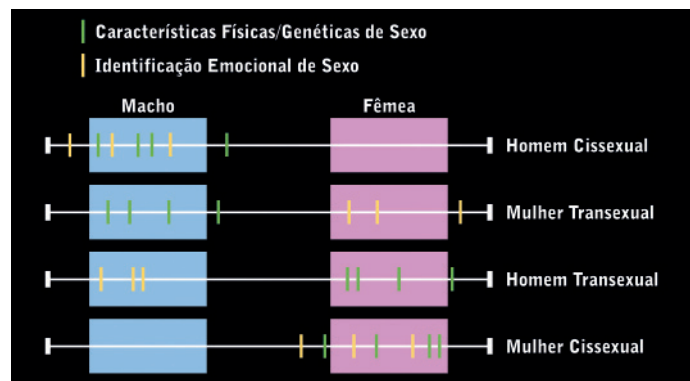 Características Físicas/Genéticas de Sexo
Identificação Emocional de Sexo
Macho Fêmea
Homem Cissexual
Mulher Transexual
Homem Transexual
Mulher Cissexual